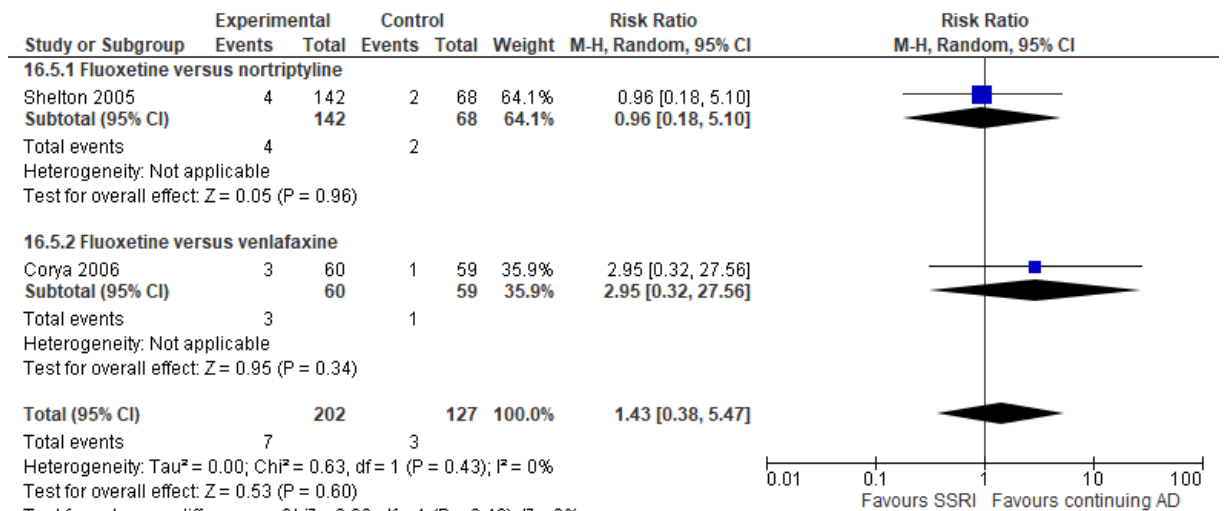 Experimental Control Risk Ratio Risk Ratio
Study or Subgroup Events Total Events Total Weight M-H, Random, 95% CI M-H, Random, 95% CI
16.5.1 Fluoxetine versus nortriptyline
Shelton 2005 4 142 2 68 64.1% 0.96 [0.18, 5.10]
Subtotal (95% CI) 142 68 64.1% 0.96 [0.18, 5.10]
Total events 4 2
Heterogeneity: Not applicable
Test for overall effect: Z = 0.05 (P = 0.96)
16.5.2 Fluoxetine versus venlafaxine
Corya 2006 3 60 1 59 35.9% 2.95 [0.32, 27.56]
Subtotal (95% CI) 60 59 35.9% 2.95 [0.32, 27.56]
Total events 3 1
Heterogeneity: Not applicable
Test for overall effect: Z = 0.95 (P = 0.34)
Total (95% CI) 202 127 100.0% 1.43 [0.38, 5.47]
Total events 7 3
Heterogeneity: Tau² = 0.00; Chi² = 0.63, df = 1 (P = 0.43); I² = 0%
Test for overall effect: Z = 0.53 (P = 0.60)
0.01 0.1 1 10 100
Favours SSRI Favours continuing AD